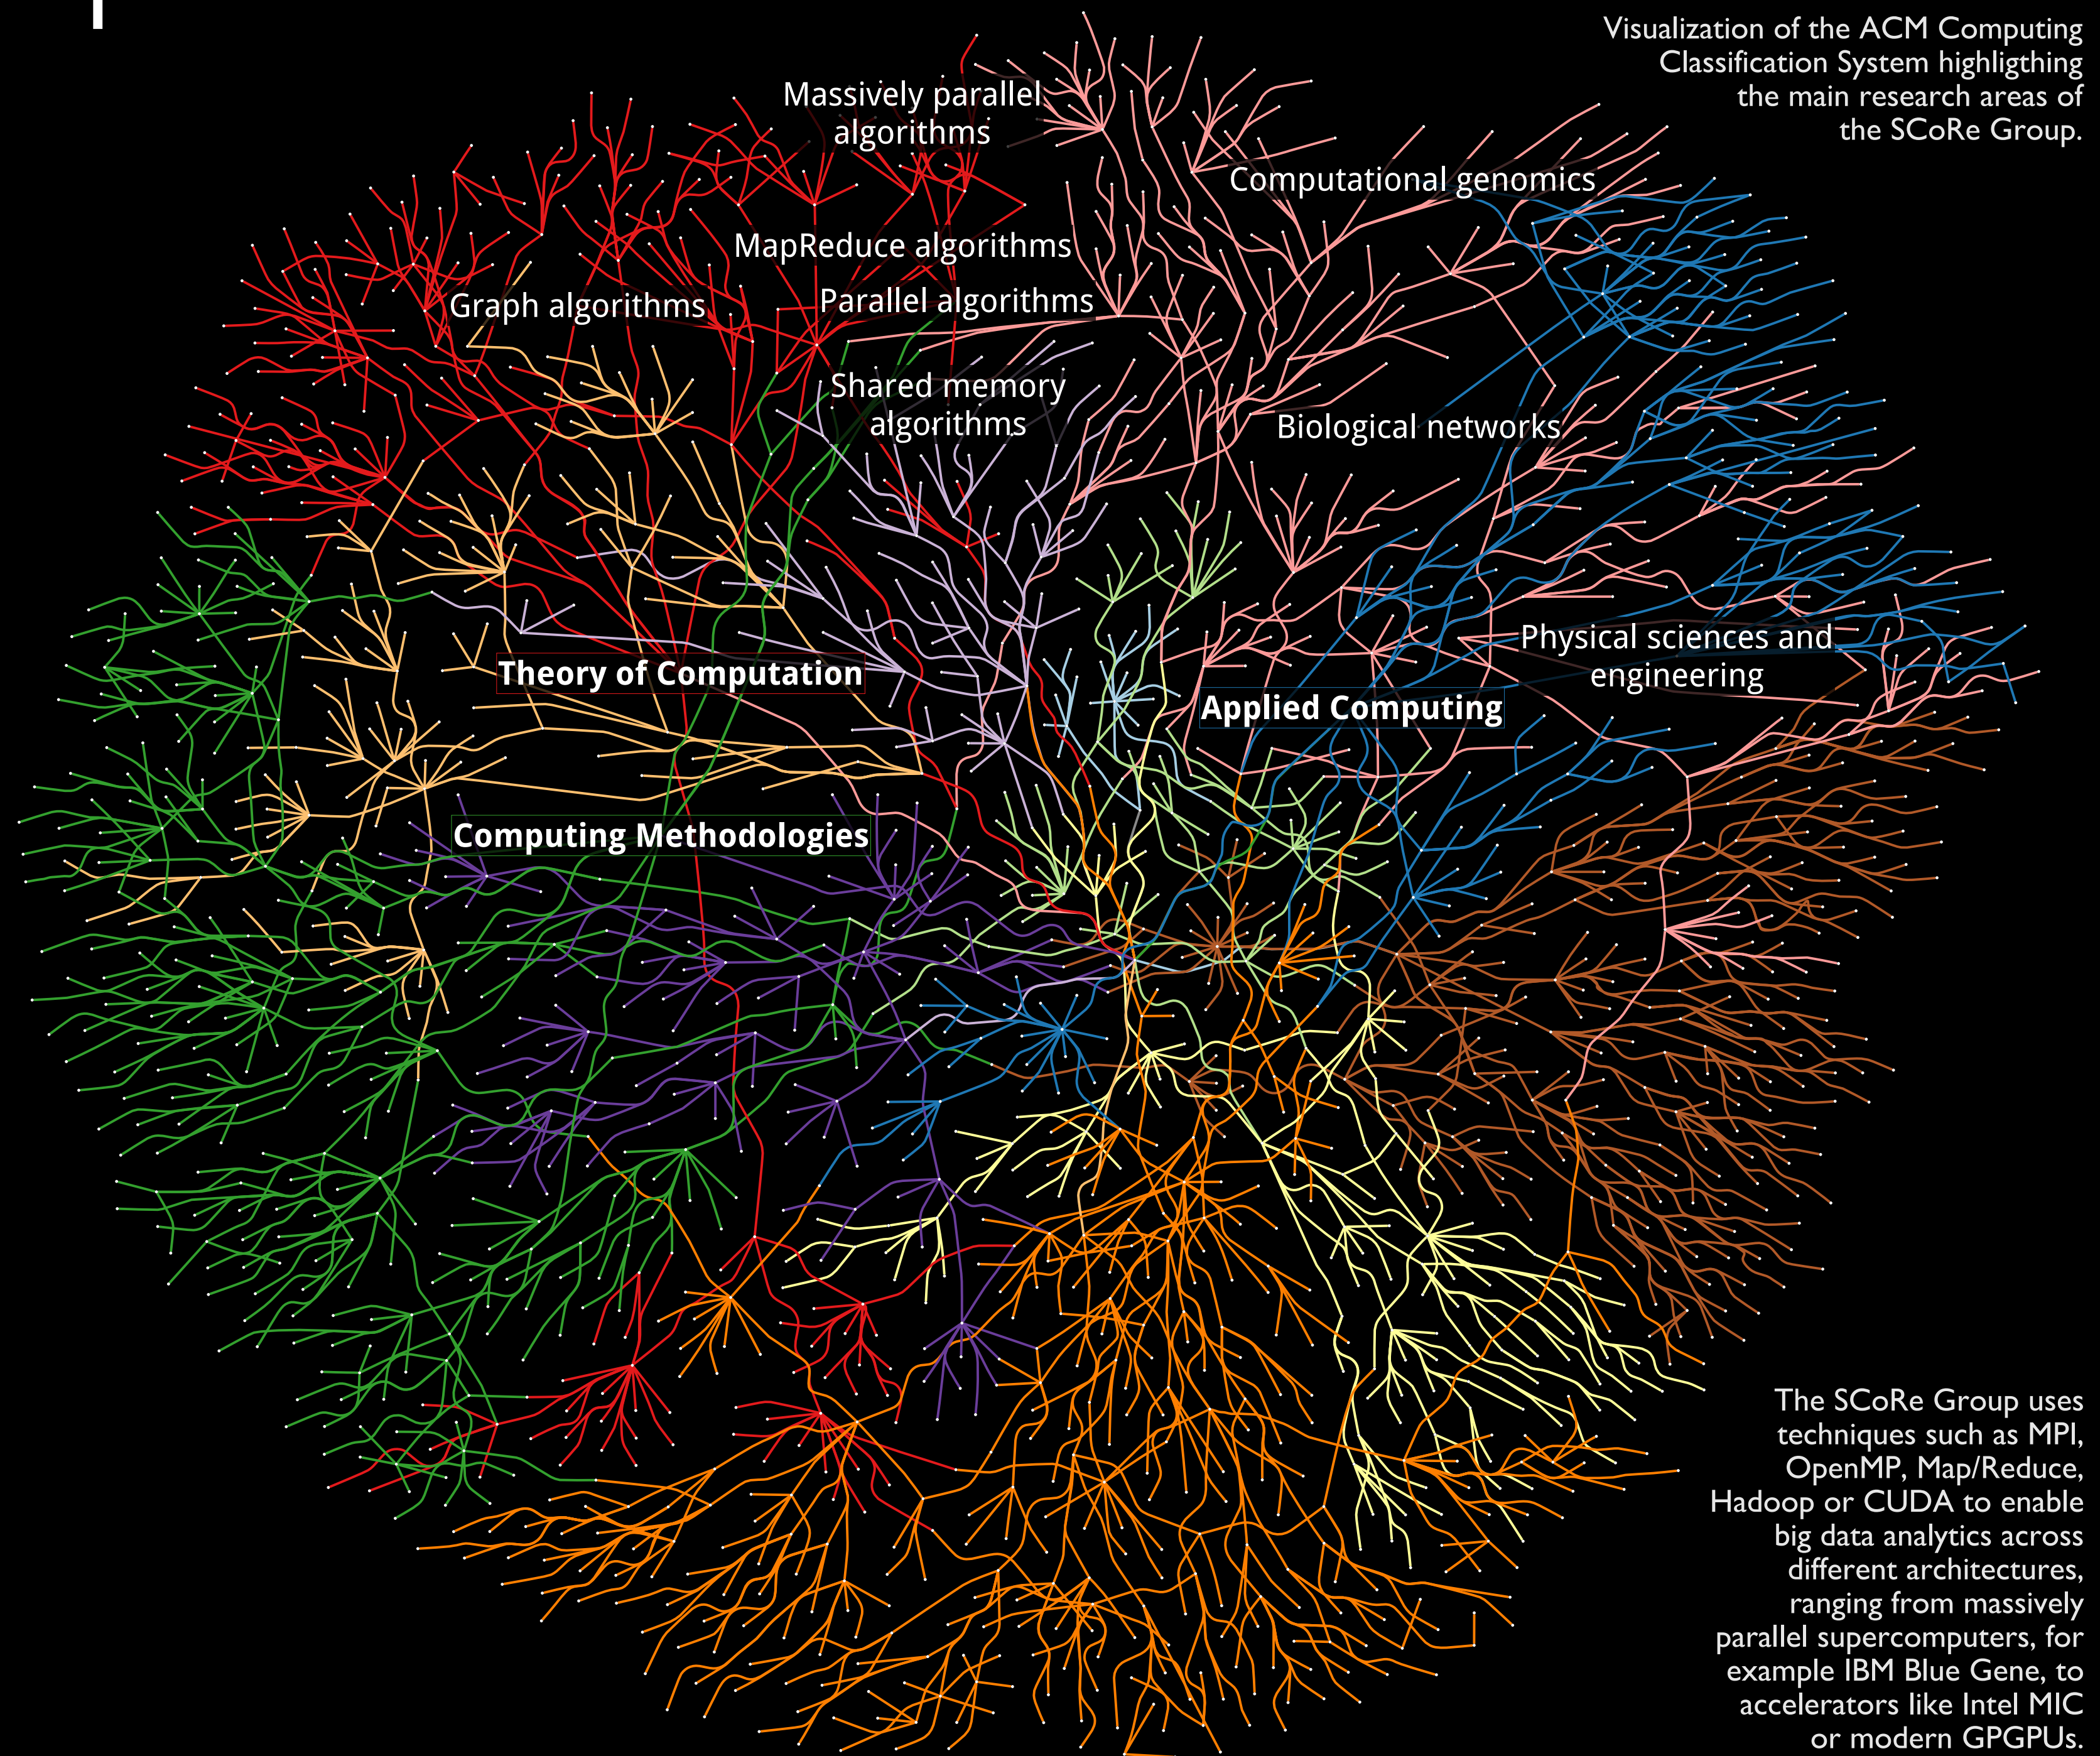 Visualization of the ACM Computing
Classification System highligthing
the main research areas of
the SCoRe Group.
Massively parallel
algorithms
Computational genomics
MapReduce algorithms
Graph algorithms
Parallel algorithms
Shared memory
algorithms
Biological networks
Physical sciences and
engineering
Theory of Computation
Applied Computing
Computing Methodologies
The SCoRe Group uses
techniques such as MPI,
OpenMP, Map/Reduce,
Hadoop or CUDA to enable
big data analytics across
different architectures,
ranging from massively
parallel supercomputers, for
example IBM Blue Gene, to
accelerators like Intel MIC
or modern GPGPUs.